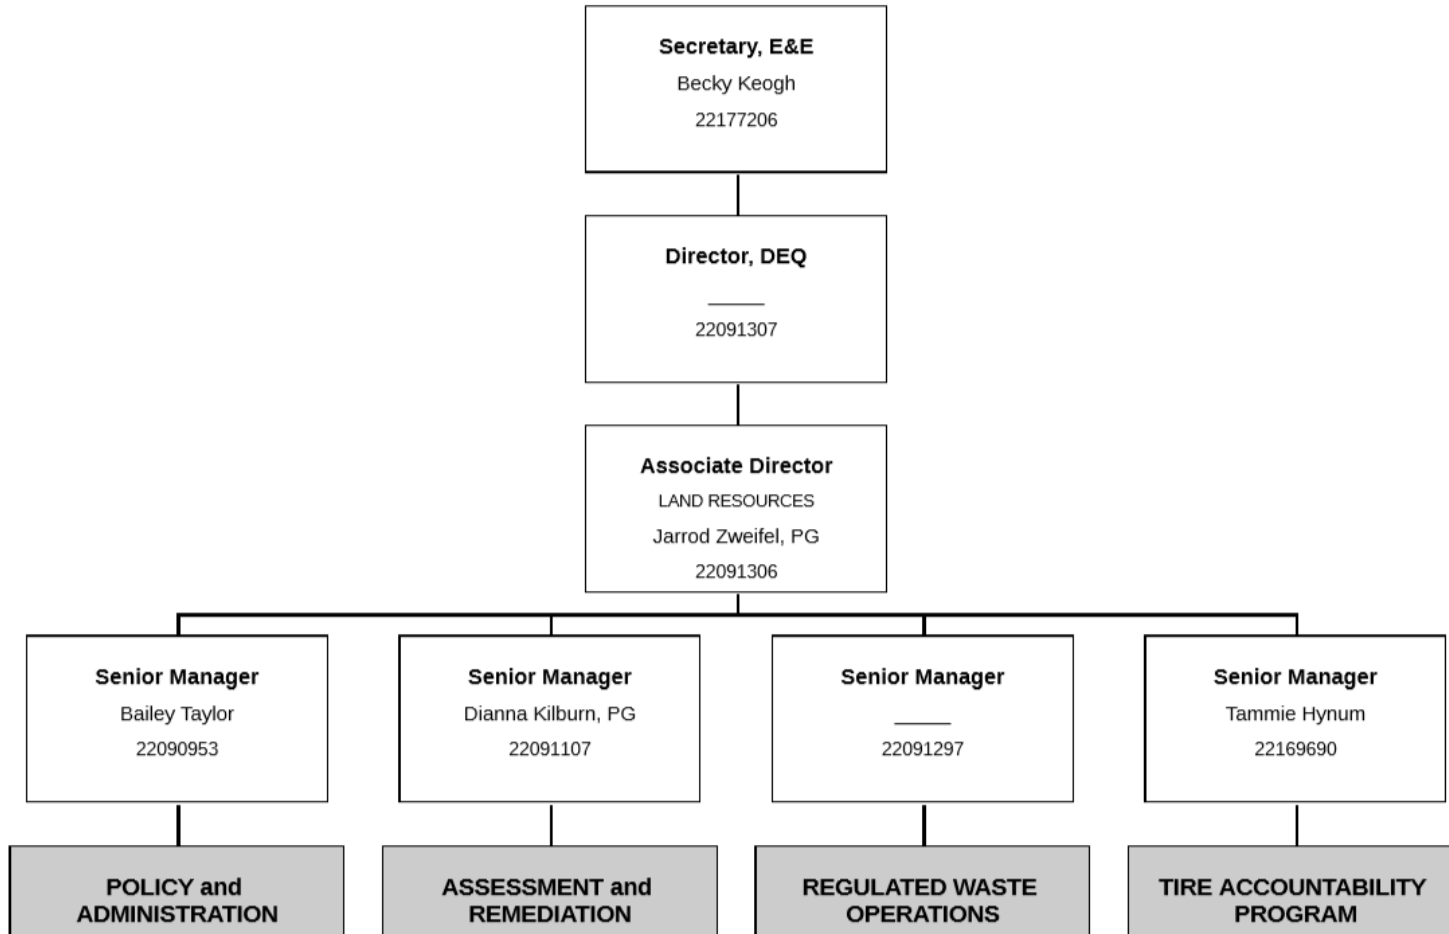 Secretary, E&E
Becky Keogh
22177206
Director, DEQ
_____
22091307
Associate Director
LAND RESOURCES
Jarrod Zweifel, PG
22091306
Senior Manager
Bailey Taylor
22090953
Senior Manager
Dianna Kilburn, PG
22091107
Senior Manager
_____
22091297
Senior Manager
Tammie Hynum
22169690
POLICY and
ADMINISTRATION
ASSESSMENT and
REMEDIATION
REGULATED WASTE
OPERATIONS
TIRE ACCOUNTABILITY
PROGRAM